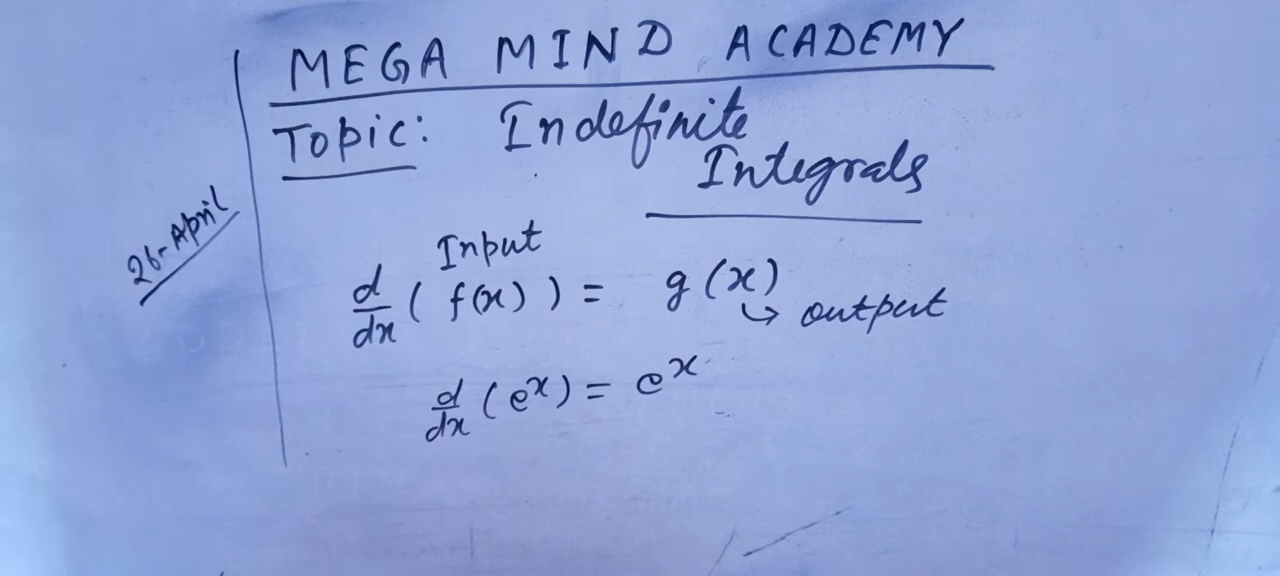 MEGA MIND ACADEMY
Topic: Indefinite
Integrals
26-April
Input
d/dx ( f(x) ) = g(x)
↳ output
d/dx (e^x) = e^x